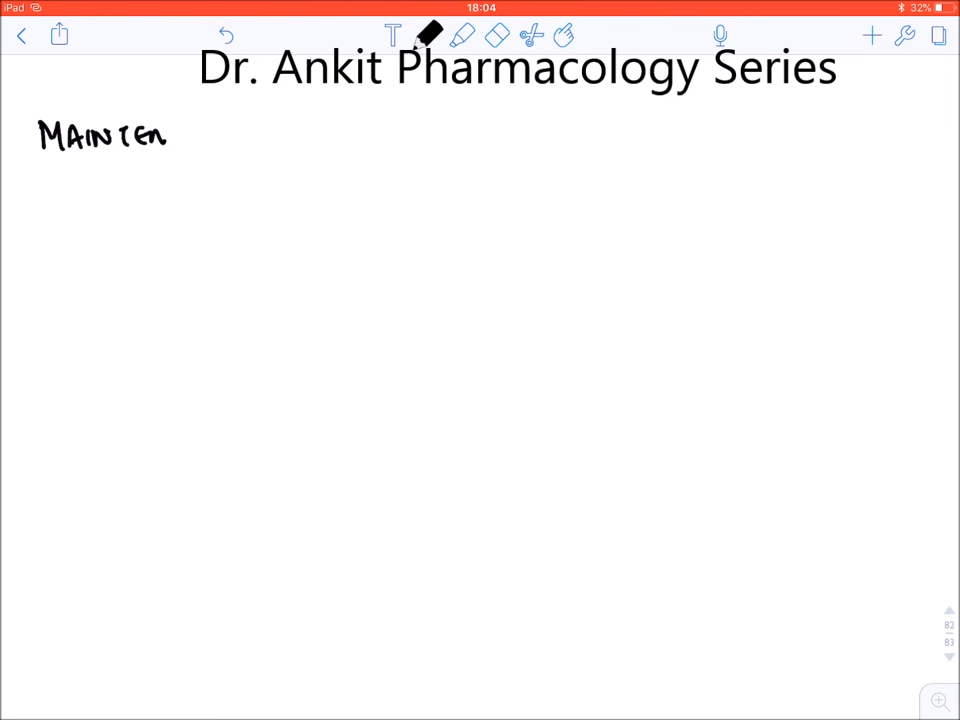 iPad 18:04 32%
T
Dr. Ankit Pharmacology Series
MAINTEN
82
83